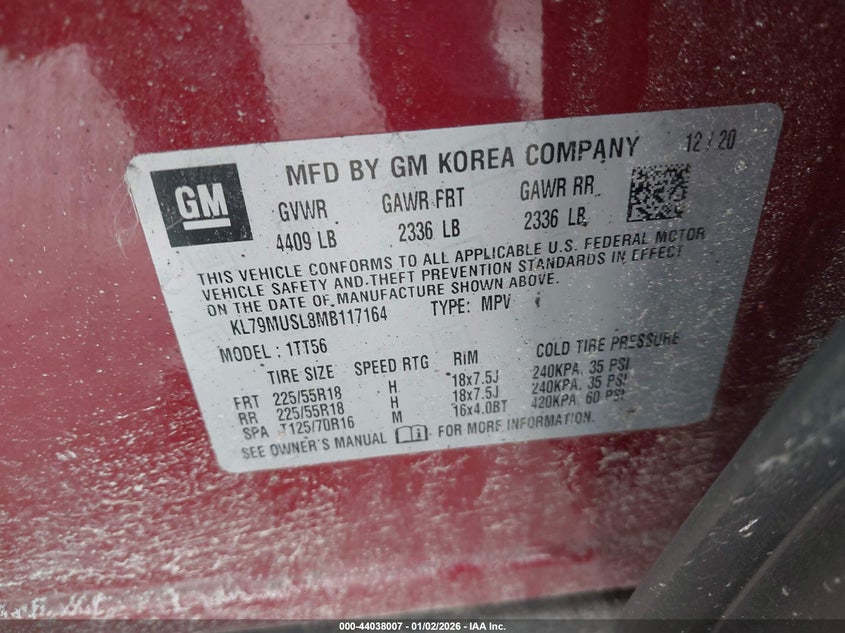 GM
MFD BY GM KOREA COMPANY 12/20
GVWR GAWR FRT GAWR RR
4409 LB 2336 LB 2336 LB
THIS VEHICLE CONFORMS TO ALL APPLICABLE U.S. FEDERAL MOTOR
VEHICLE SAFETY AND THEFT PREVENTION STANDARDS IN EFFECT
ON THE DATE OF MANUFACTURE SHOWN ABOVE.
KL79MUSL8MB117164 TYPE: MPV
MODEL : 1TT56
TIRE SIZE SPEED RTG RIM COLD TIRE PRESSURE
FRT 225/55R18 H 18x7.5J 240KPA, 35 PSI
RR 225/55R18 H 18x7.5J 240KPA, 35 PSI
SPA T125/70R16 M 16x4.0BT 420KPA, 60 PSI
SEE OWNER'S MANUAL FOR MORE INFORMATION.
000-44038007 - 01/02/2026 - IAA Inc.